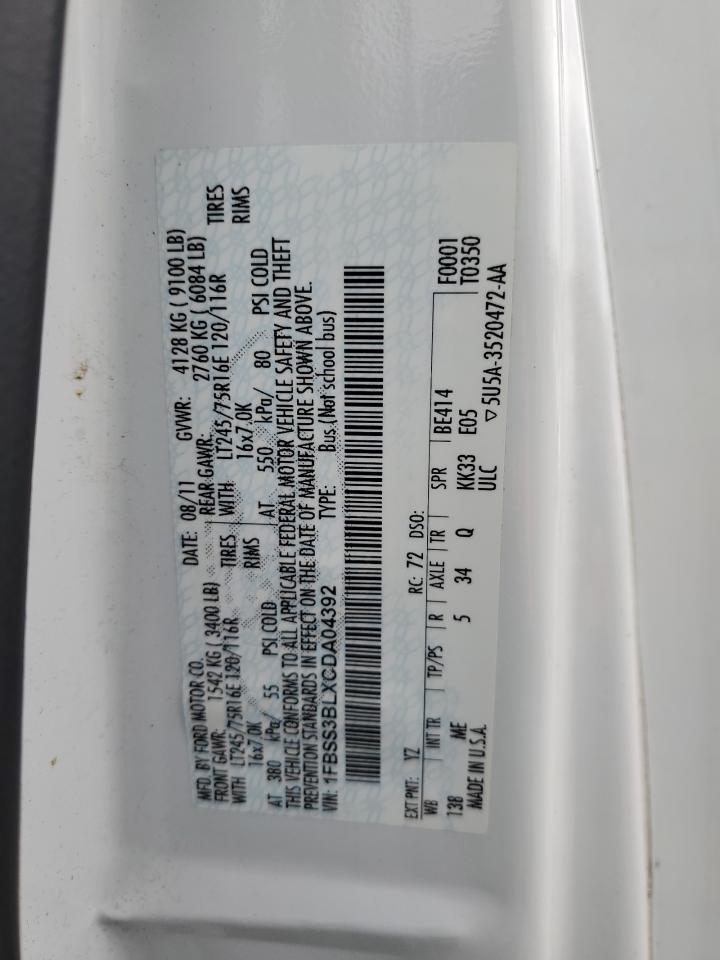 MFD. BY FORD MOTOR CO. DATE: 08/11 GVWR: 4128 KG ( 9100 LB)
FRONT GAWR: 1542 KG ( 3400 LB) REAR GAWR: 2760 KG ( 6084 LB)
WITH LT245/75R16E 120/116R TIRES WITH LT245/75R16E 120/116R TIRES
16x7.0K RIMS 16x7.0K RIMS
AT 380 kPa/ 55 PSI COLD AT 550 kPa/ 80 PSI COLD
THIS VEHICLE CONFORMS TO ALL APPLICABLE FEDERAL MOTOR VEHICLE SAFETY AND THEFT
PREVENTION STANDARDS IN EFFECT ON THE DATE OF MANUFACTURE SHOWN ABOVE.
VIN: 1FBSS3BLXCDA04392 TYPE: Bus (Not school bus)
EXT PNT: YZ RC: 72 DSO: F0001
WB INT TR TP/PS R AXLE TR SPR BE414 T0350
138 ME 5 34 Q KK33 E05
MADE IN U.S.A. ULC ▽5U5A-3520472-AA